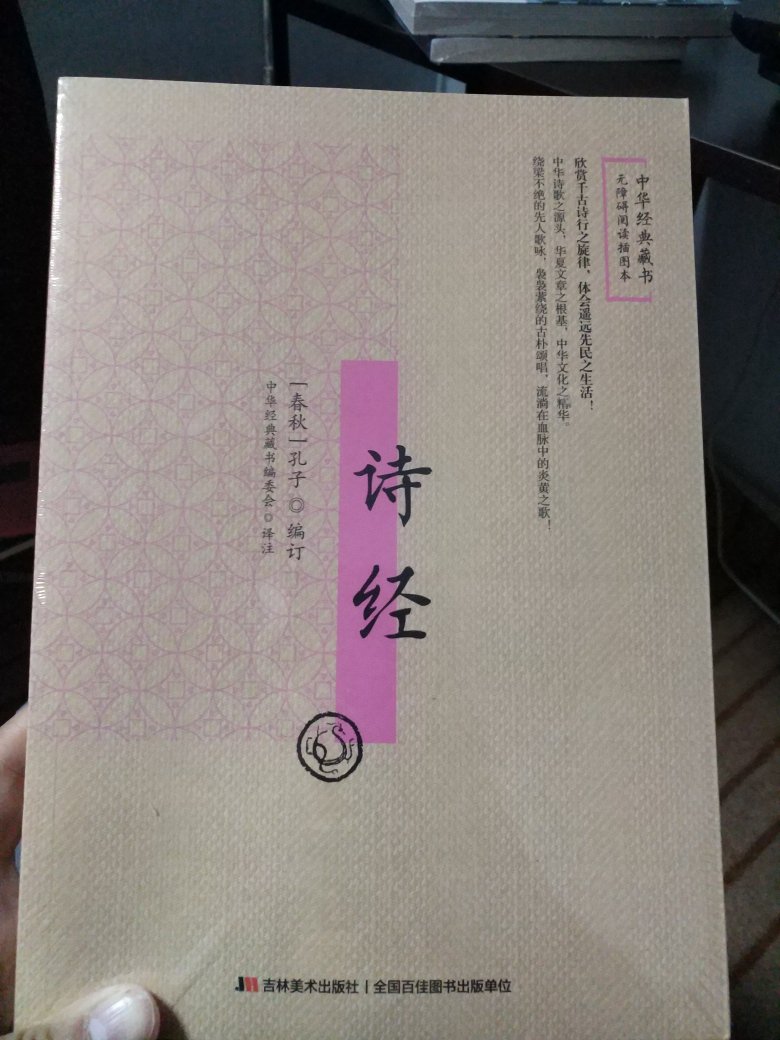 中华经典藏书
无障碍阅读插图本
欣赏千古诗行之旋律，体会遥远先民之生活！
中华诗歌之源头，华夏文章之根基，中华文化之精华。
绕梁不绝的先人歌咏，袅袅萦绕的古朴颂唱，流淌在血脉中的炎黄之歌！
诗经
[春秋]孔子◎编订
中华经典藏书编委会◎译注
吉林美术出版社|全国百佳图书出版单位